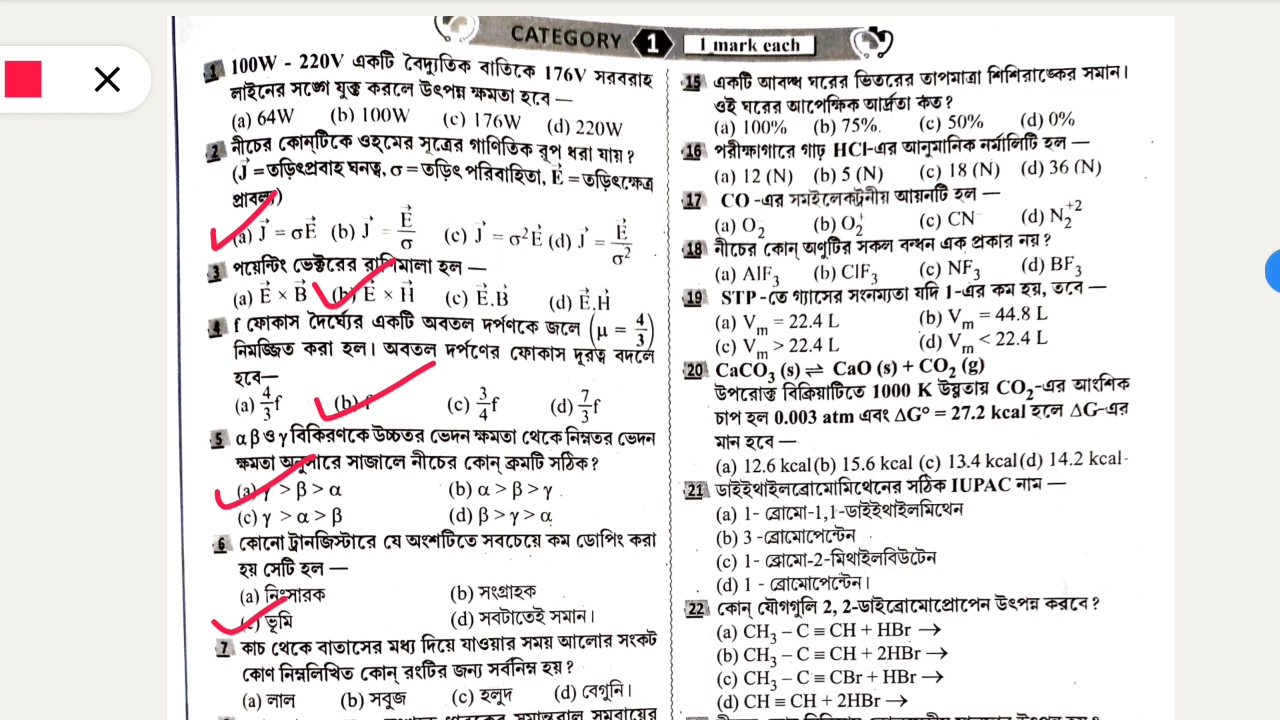 CATEGORY 1 1 mark each
1 100W - 220V একটি বৈদ্যুতিক বাতিকে 176V সরবরাহ
লাইনের সঙ্গে যুক্ত করলে উৎপন্ন ক্ষমতা হবে —
(a) 64W (b) 100W (c) 176W (d) 220W
2 নীচের কোন্‌টিকে ওহমের সূত্রের গাণিতিক রূপ ধরা যায়?
(J⃗ = তড়িৎপ্রবাহ ঘনত্ব, σ = তড়িৎ পরিবাহিতা, E⃗ = তড়িৎক্ষেত্র
প্রাবল্য)
(a) J⃗ = σE⃗ (b) J⃗ = E⃗/σ (c) J⃗ = σ²E⃗ (d) J⃗ = E⃗/σ²
3 পয়েন্টিং ভেক্টরের রাশিমালা হল —
(a) E⃗ × B⃗ (b) E⃗ × H⃗ (c) E⃗.B⃗ (d) E⃗.H⃗
4 f ফোকাস দৈর্ঘ্যের একটি অবতল দর্পণকে জলে (μ = 4/3)
নিমজ্জিত করা হল। অবতল দর্পণের ফোকাস দূরত্ব বদলে
হবে—
(a) 4/3 f (b) f (c) 3/4 f (d) 7/3 f
5 α β ও γ বিকিরণকে উচ্চতর ভেদন ক্ষমতা থেকে নিম্নতর ভেদন
ক্ষমতা অনুসারে সাজালে নীচের কোন্ ক্রমটি সঠিক?
(a) γ > β > α (b) α > β > γ
(c) γ > α > β (d) β > γ > α
6 কোনো ট্রানজিস্টারে যে অংশটিতে সবচেয়ে কম ডোপিং করা
হয় সেটি হল —
(a) নিঃসারক (b) সংগ্রাহক
(c) ভূমি (d) সবটাতেই সমান।
7 কাচ থেকে বাতাসের মধ্য দিয়ে যাওয়ার সময় আলোর সংকট
কোণ নিম্নলিখিত কোন্ রংটির জন্য সর্বনিম্ন হয়?
(a) লাল (b) সবুজ (c) হলুদ (d) বেগুনি।
15 একটি আবদ্ধ ঘরের ভিতরের তাপমাত্রা শিশিরাঙ্কের সমান।
ওই ঘরের আপেক্ষিক আর্দ্রতা কত?
(a) 100% (b) 75%. (c) 50% (d) 0%
16 পরীক্ষাগারে গাঢ় HCl-এর আনুমানিক নর্মালিটি হল —
(a) 12 (N) (b) 5 (N) (c) 18 (N) (d) 36 (N)
17 CO -এর সমইলেকট্রনীয় আয়নটি হল —
(a) O₂⁻ (b) O₂⁺ (c) CN⁻ (d) N₂⁺²
18 নীচের কোন্ অণুটির সকল বন্ধন এক প্রকার নয়?
(a) AlF₃ (b) ClF₃ (c) NF₃ (d) BF₃
19 STP -তে গ্যাসের সংনম্যতা যদি 1-এর কম হয়, তবে —
(a) Vₘ = 22.4 L (b) Vₘ = 44.8 L
(c) Vₘ > 22.4 L (d) Vₘ < 22.4 L
20 CaCO₃ (s) ⇌ CaO (s) + CO₂ (g)
উপরোক্ত বিক্রিয়াটিতে 1000 K উষ্ণতায় CO₂-এর আংশিক
চাপ হল 0.003 atm এবং ΔG° = 27.2 kcal হলে ΔG-এর
মান হবে —
(a) 12.6 kcal (b) 15.6 kcal (c) 13.4 kcal (d) 14.2 kcal-
21 ডাইইথাইলব্রোমোমিথেনের সঠিক IUPAC নাম —
(a) 1- ব্রোমো-1,1-ডাইইথাইলমিথেন
(b) 3 -ব্রোমোপেন্টেন
(c) 1- ব্রোমো-2-মিথাইলবিউটেন
(d) 1 - ব্রোমোপেন্টেন।
22 কোন্ যৌগগুলি 2, 2-ডাইব্রোমোপ্রোপেন উৎপন্ন করবে?
(a) CH₃ – C ≡ CH + HBr →
(b) CH₃ – C ≡ CH + 2HBr →
(c) CH₃ – C ≡ CBr + HBr →
(d) CH ≡ CH + 2HBr →